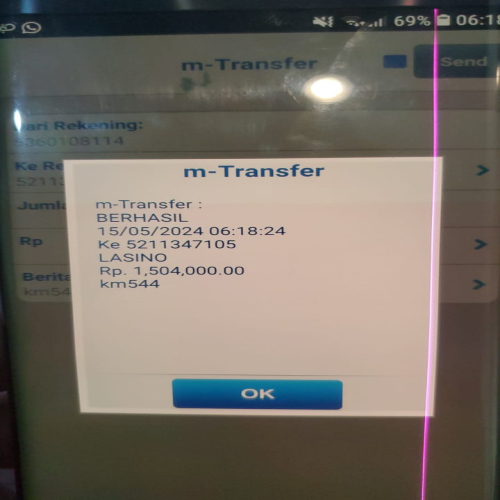 69% 06:18
m-Transfer
Send
Dari Rekening:
5360108114
Ke Re
5211
m-Transfer
m-Transfer :
BERHASIL
15/05/2024 06:18:24
Ke 5211347105
LASINO
Rp. 1,504,000.00
km544
OK
Jumla
Rp
Berita
km54